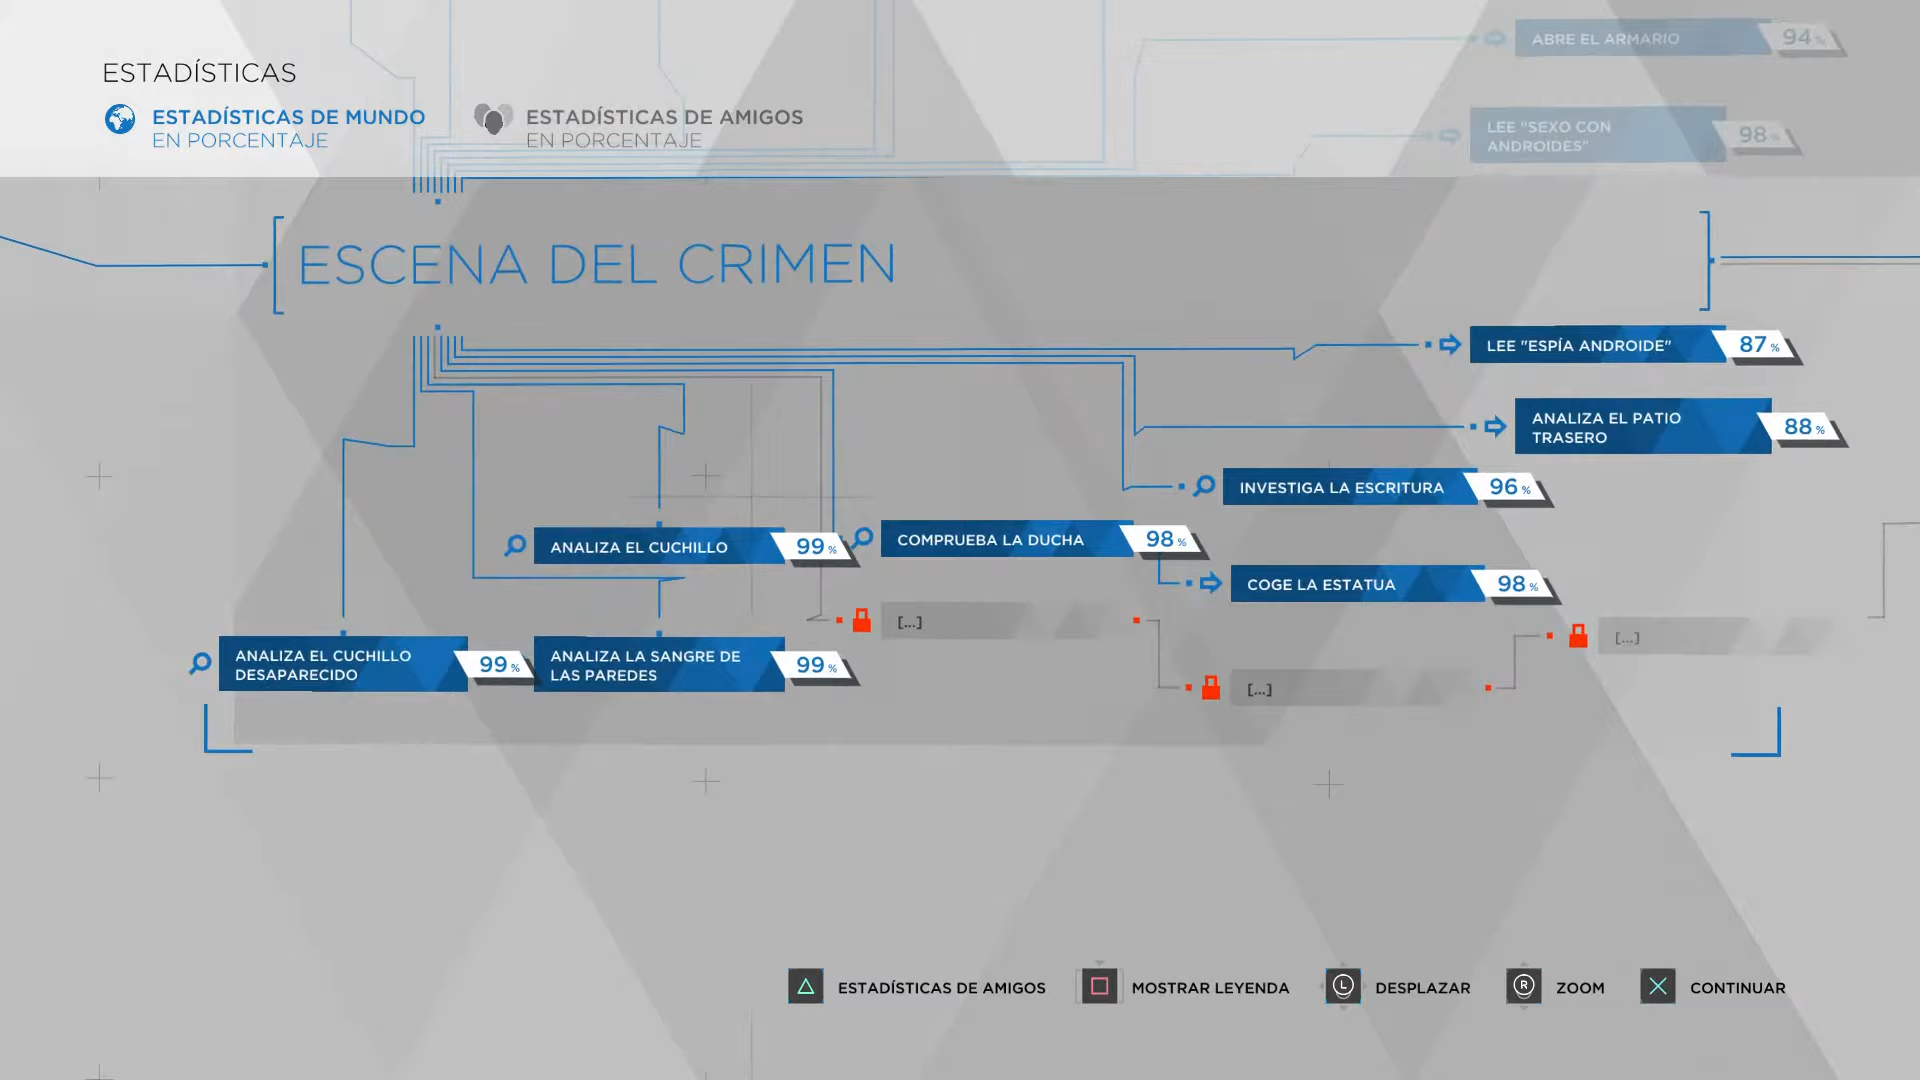 ESTADÍSTICAS
ESTADÍSTICAS DE MUNDO
EN PORCENTAJE
ESTADÍSTICAS DE AMIGOS
EN PORCENTAJE
ABRE EL ARMARIO
94%
LEE "SEXO CON
ANDROIDES"
98%
ESCENA DEL CRIMEN
LEE "ESPÍA ANDROIDE"
87%
ANALIZA EL PATIO
TRASERO
88%
INVESTIGA LA ESCRITURA
96%
ANALIZA EL CUCHILLO
99%
COMPRUEBA LA DUCHA
98%
COGE LA ESTATUA
98%
[...]
[...]
ANALIZA EL CUCHILLO
DESAPARECIDO
99%
ANALIZA LA SANGRE DE
LAS PAREDES
99%
[...]
L
R
ESTADÍSTICAS DE AMIGOS
MOSTRAR LEYENDA
DESPLAZAR
ZOOM
CONTINUAR